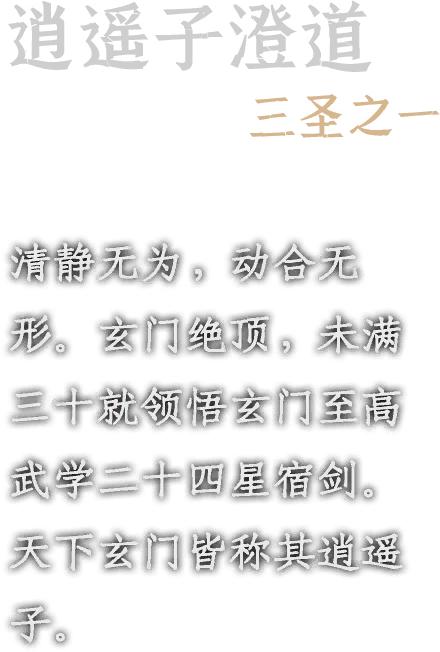 逍遥子澄道
三圣之一
清静无为，动合无
形。玄门绝顶，未满
三十就领悟玄门至高
武学二十四星宿剑。
天下玄门皆称其逍遥
子。